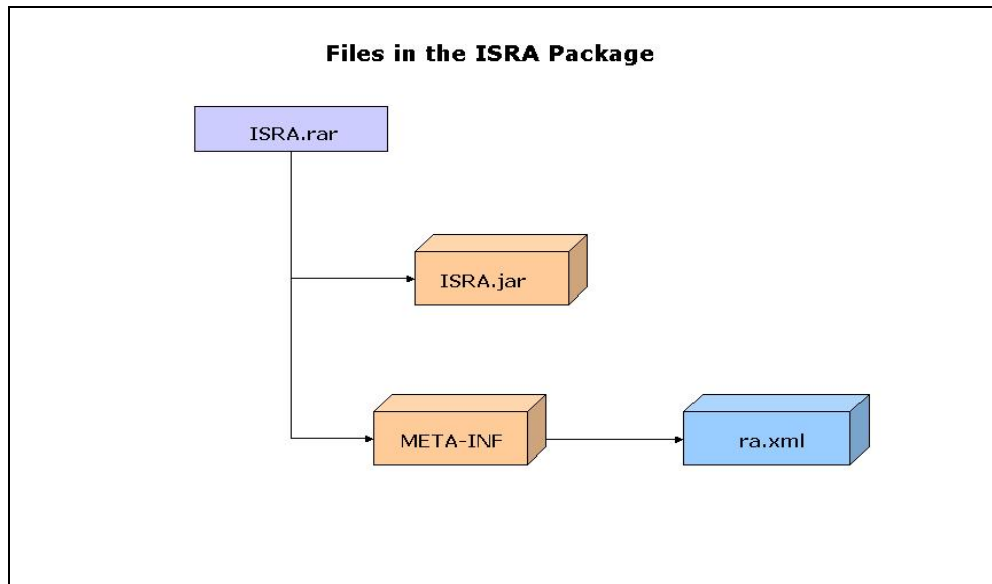 Files in the ISRA Package
ISRA.rar
ISRA.jar
META-INF
ra.xml